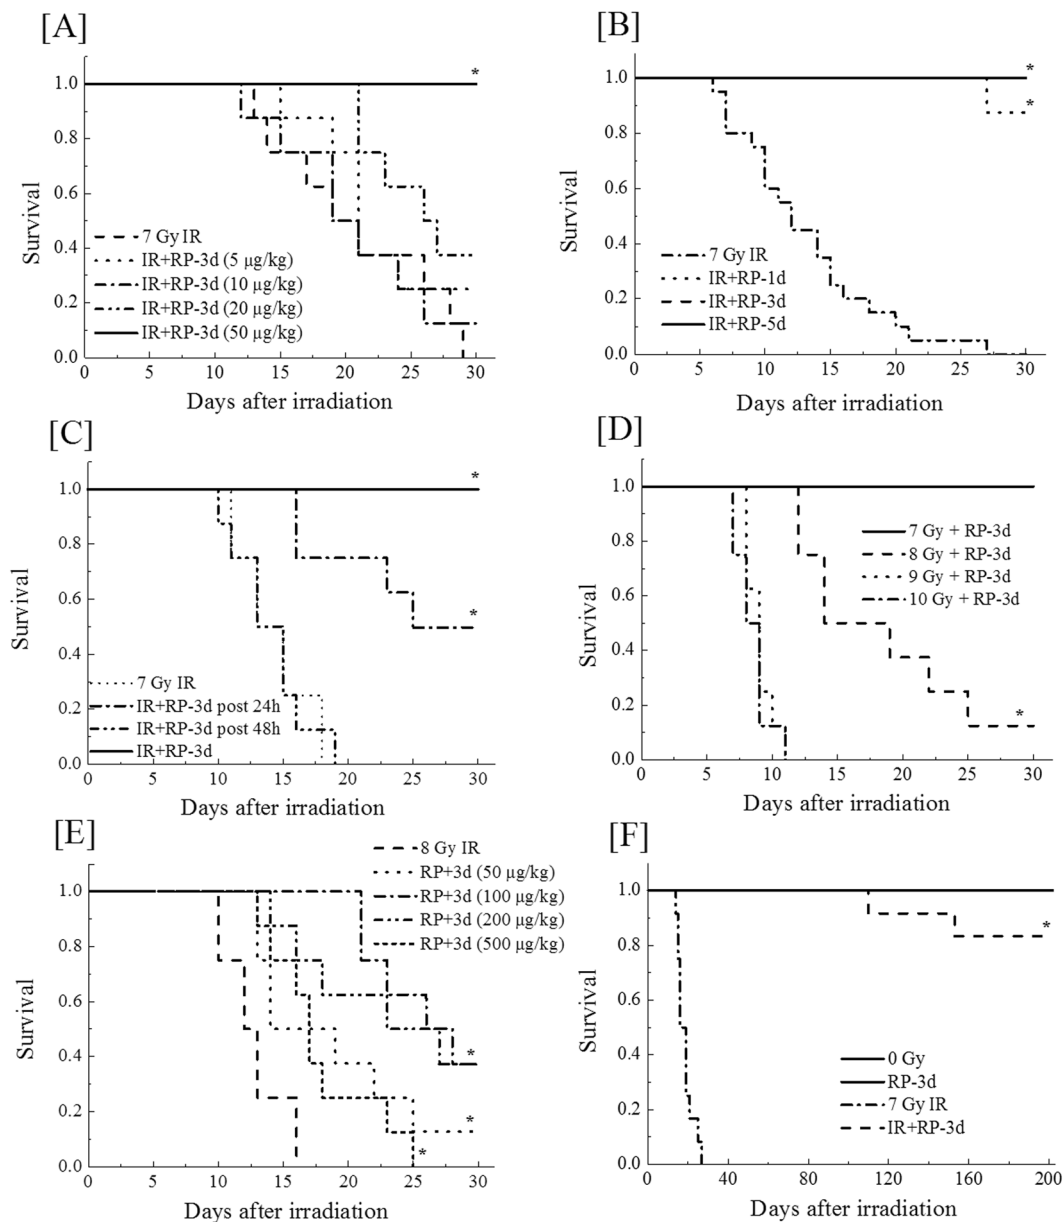 [A]
*
1.0
0.8
0.6
0.4
0.2
0.0
Survival
7 Gy IR
IR+RP-3d (5 µg/kg)
IR+RP-3d (10 µg/kg)
IR+RP-3d (20 µg/kg)
IR+RP-3d (50 µg/kg)
0 5 10 15 20 25 30
Days after irradiation
[B]
*
*
1.0
0.8
0.6
0.4
0.2
0.0
Survival
7 Gy IR
IR+RP-1d
IR+RP-3d
IR+RP-5d
0 5 10 15 20 25 30
Days after irradiation
[C]
*
*
1.0
0.8
0.6
0.4
0.2
0.0
Survival
7 Gy IR
IR+RP-3d post 24h
IR+RP-3d post 48h
IR+RP-3d
0 5 10 15 20 25 30
Days after irradiation
[D]
1.0
0.8
0.6
0.4
0.2
0.0
Survival
7 Gy + RP-3d
8 Gy + RP-3d
9 Gy + RP-3d
10 Gy + RP-3d
*
0 5 10 15 20 25 30
Days after irradiation
[E]
8 Gy IR
RP+3d (50 µg/kg)
RP+3d (100 µg/kg)
RP+3d (200 µg/kg)
RP+3d (500 µg/kg)
1.0
0.8
0.6
0.4
0.2
0.0
Survival
*
*
*
0 5 10 15 20 25 30
Days after irradiation
[F]
1.0
0.8
0.6
0.4
0.2
0.0
Survival
*
0 Gy
RP-3d
7 Gy IR
IR+RP-3d
0 40 80 120 160 200
Days after irradiation